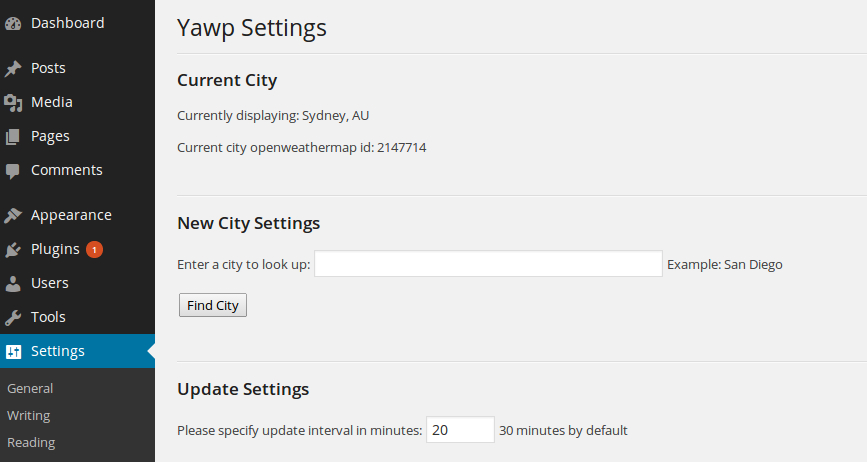 Dashboard
Posts
Media
Pages
Comments
Appearance
Plugins 1
Users
Tools
Settings
General
Writing
Reading
Yawp Settings
Current City
Currently displaying: Sydney, AU
Current city openweathermap id: 2147714
New City Settings
Enter a city to look up: Example: San Diego
Find City
Update Settings
Please specify update interval in minutes: 20 30 minutes by default